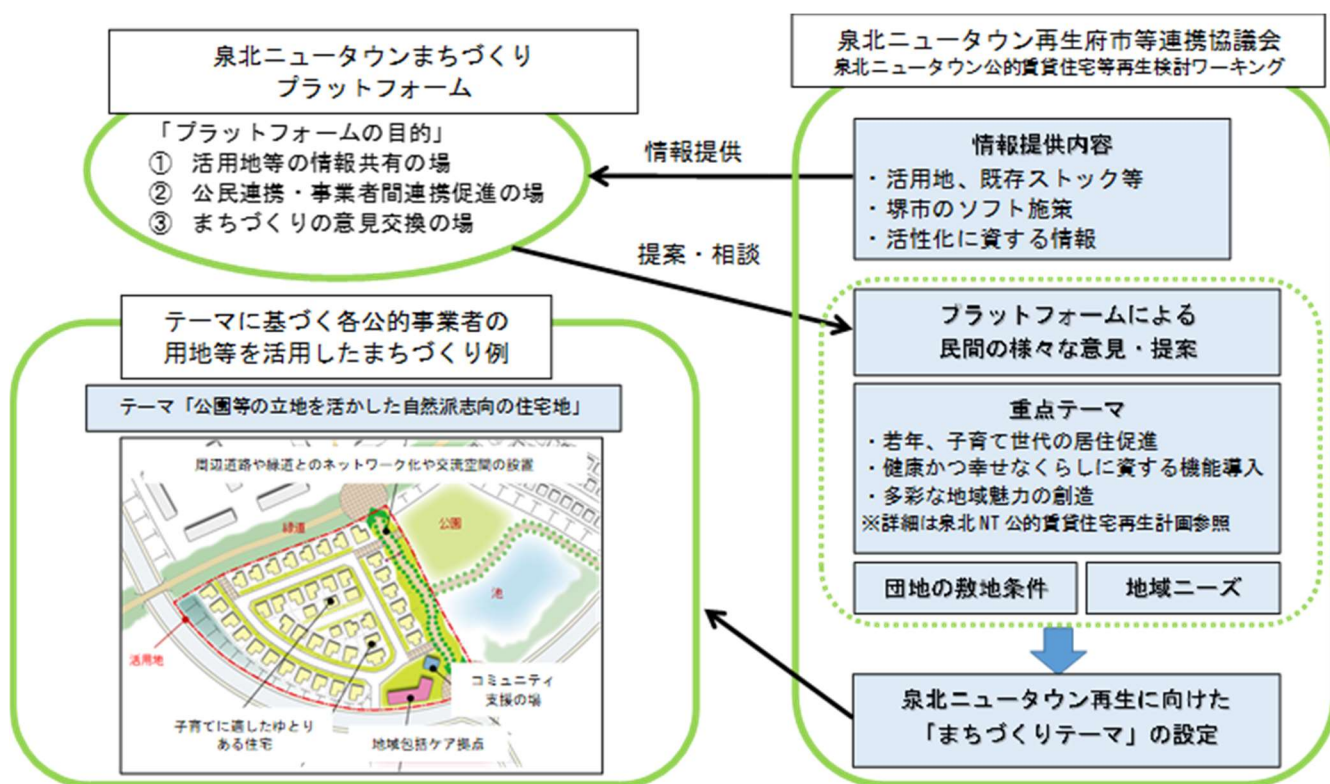 泉北ニュータウンまちづくり
プラットフォーム
「プラットフォームの目的」
① 活用地等の情報共有の場
② 公民連携・事業者間連携促進の場
③ まちづくりの意見交換の場
情報提供
提案・相談
泉北ニュータウン再生府市等連携協議会
泉北ニュータウン公的賃貸住宅等再生検討ワーキング
情報提供内容
・活用地、既存ストック等
・堺市のソフト施策
・活性化に資する情報
プラットフォームによる
民間の様々な意見・提案
重点テーマ
・若年、子育て世代の居住促進
・健康かつ幸せなくらしに資する機能導入
・多彩な地域魅力の創造
※詳細は泉北NT公的賃貸住宅再生計画参照
団地の敷地条件
地域ニーズ
泉北ニュータウン再生に向けた
「まちづくりテーマ」の設定
テーマに基づく各公的事業者の
用地等を活用したまちづくり例
テーマ「公園等の立地を活かした自然派志向の住宅地」
周辺道路や緑道とのネットワーク化や交流空間の設置
緑道
公園
池
活用地
コミュニティ
支援の場
子育てに適したゆとり
ある住宅
地域包括ケア拠点